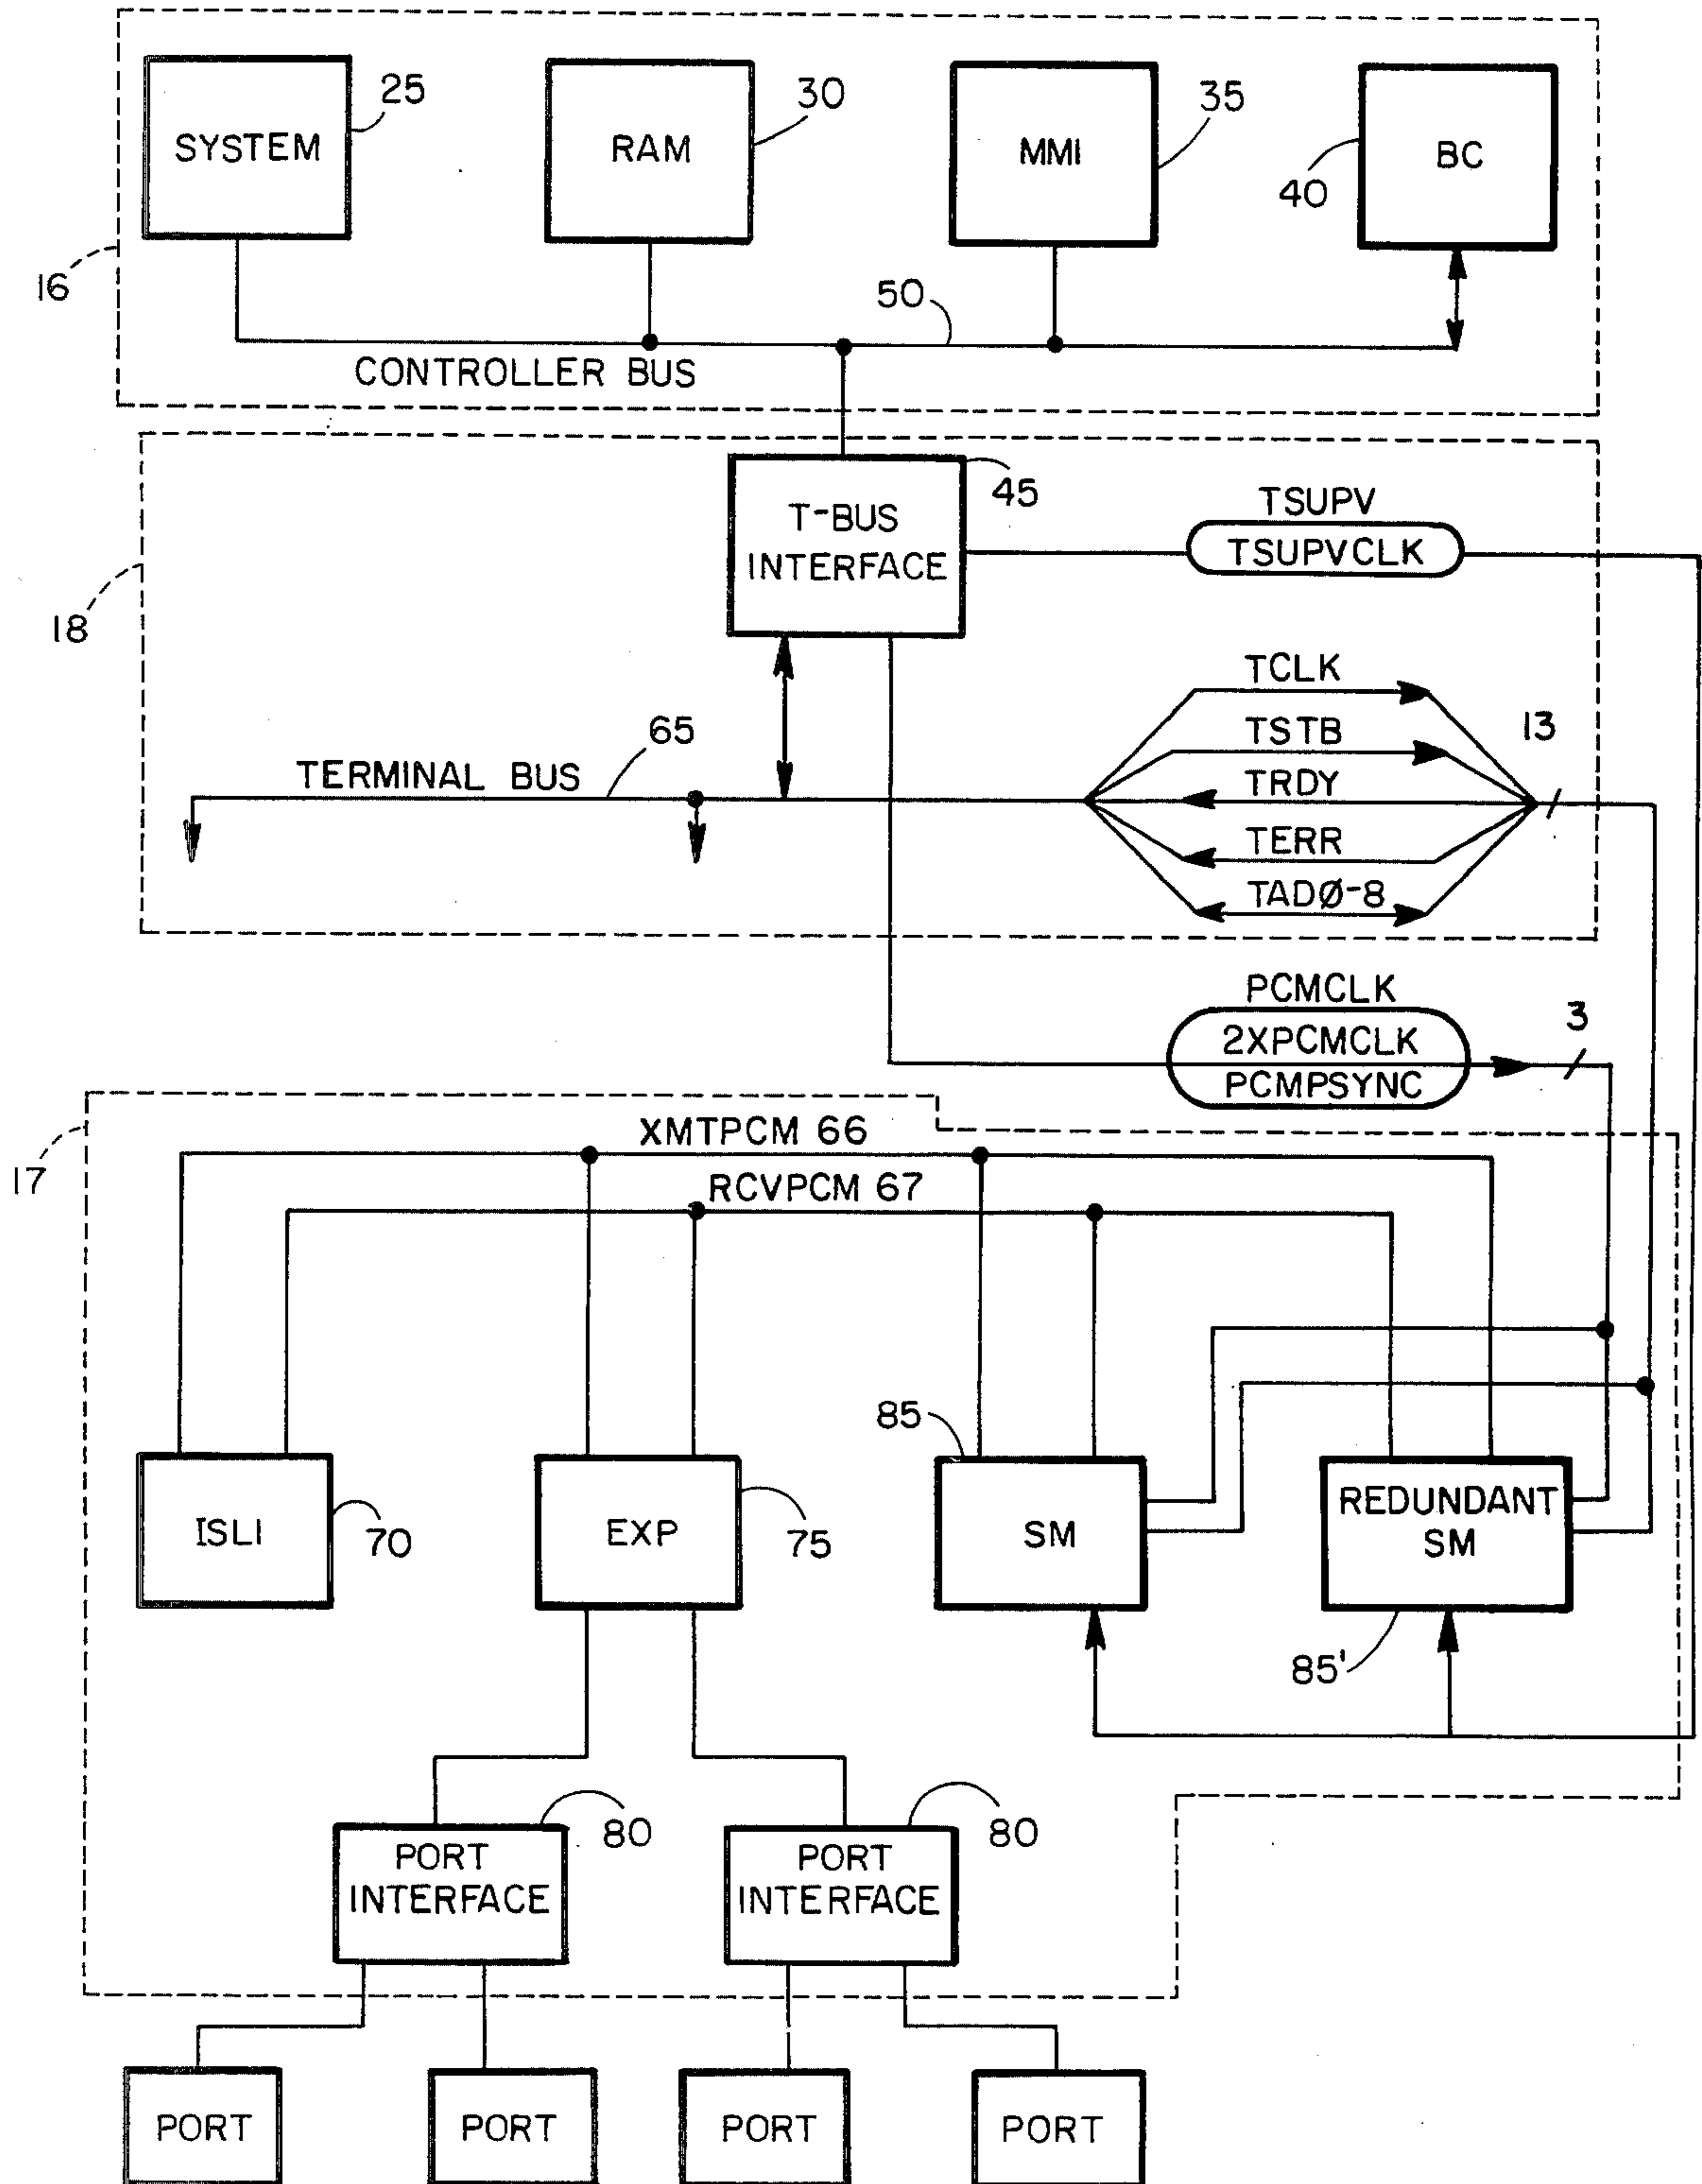 SYSTEM
25
RAM
30
MMI
35
BC
40
16
50
CONTROLLER BUS
T-BUS
INTERFACE
45
TSUPV
TSUPVCLK
18
TCLK
TSTB
TRDY
TERR
TADØ-8
13
TERMINAL BUS
65
PCMCLK
2XPCMCLK
PCMPSYNC
3
17
XMTPCM 66
RCVPCM 67
ISLI
70
EXP
75
85
SM
REDUNDANT
SM
85'
PORT
INTERFACE
80
PORT
INTERFACE
80
PORT
PORT
PORT
PORT